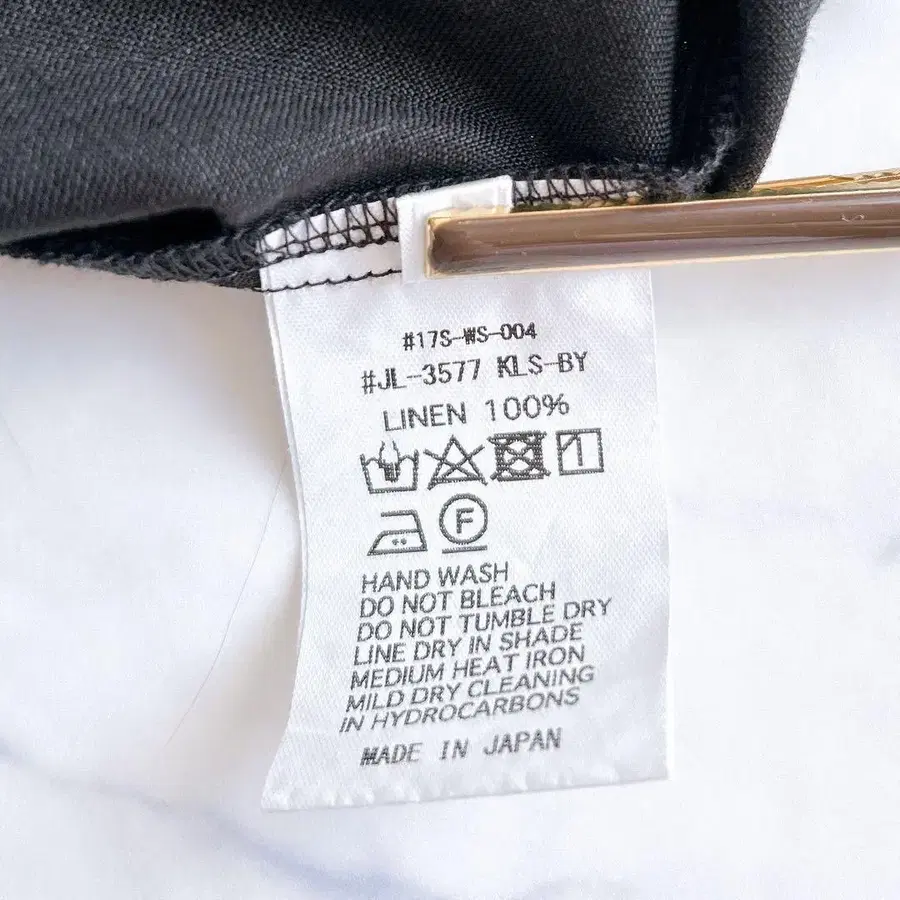 #17S-WS-004
#JL-3577 KLS-BY
LINEN 100%
F
HAND WASH
DO NOT BLEACH
DO NOT TUMBLE DRY
LINE DRY IN SHADE
MEDIUM HEAT IRON
MILD DRY CLEANING
IN HYDROCARBONS
MADE IN JAPAN